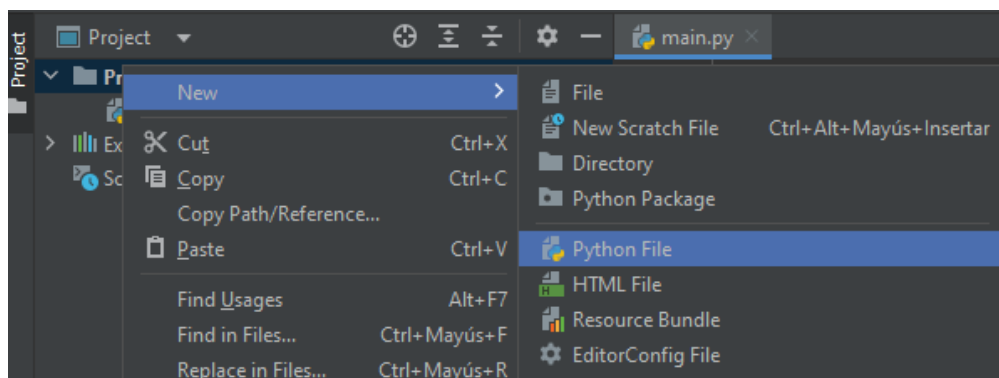 Project
Project
main.py
Pr
Ex
Sc
New
Cut Ctrl+X
Copy Ctrl+C
Copy Path/Reference...
Paste Ctrl+V
Find Usages Alt+F7
Find in Files... Ctrl+Mayús+F
Replace in Files... Ctrl+Mayús+R
File
New Scratch File Ctrl+Alt+Mayús+Insertar
Directory
Python Package
Python File
HTML File
Resource Bundle
EditorConfig File